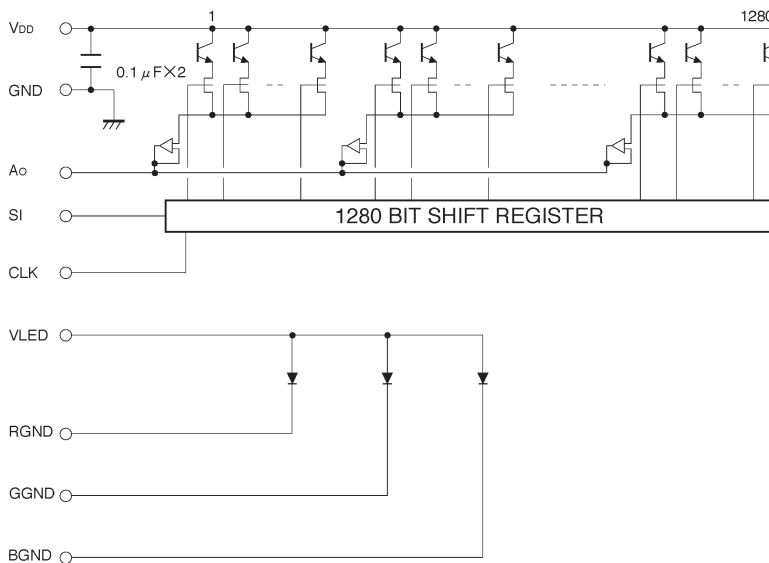 1 1280
VDD
0.1 μF×2
GND
AO
SI
1280 BIT SHIFT REGISTER
CLK
VLED
RGND
GGND
BGND